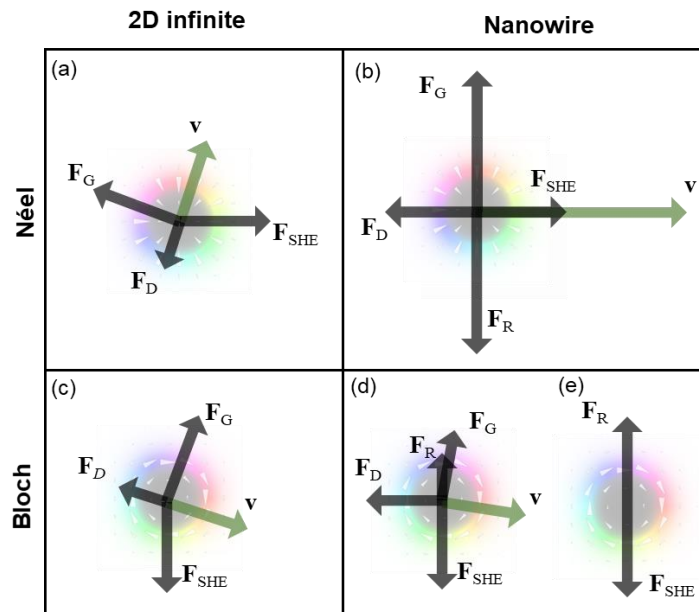 2D infinite
Nanowire
Néel
(a)
v
F_G
F_SHE
F_D
(b)
F_G
F_SHE
v
F_D
F_R
Bloch
(c)
F_G
F_D
v
F_SHE
(d)
F_G
F_R
F_D
v
F_SHE
(e)
F_R
F_SHE